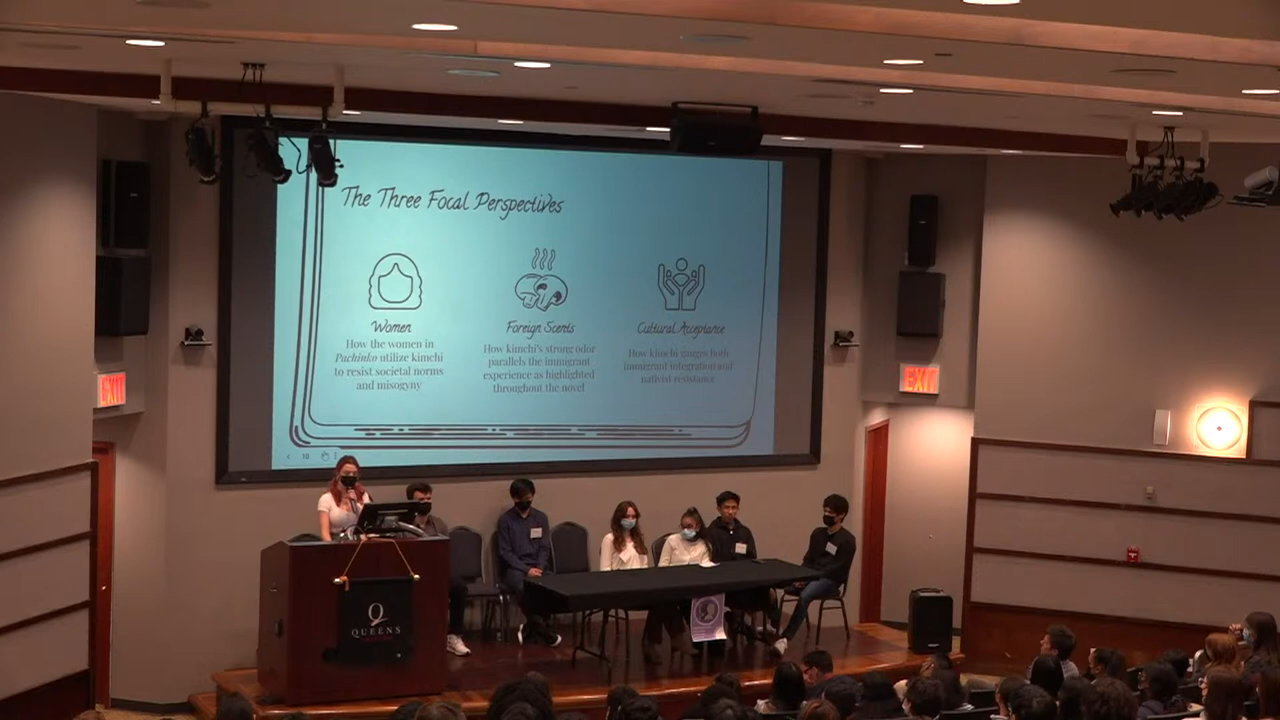 The Three Focal Perspectives
Women
How the women in
Pachinko utilize kimchi
to resist societal norms
and misogyny
Foreign Scents
How kimchi's strong odor
parallels the immigrant
experience as highlighted
throughout the novel
Cultural Acceptance
How kimchi gauges both
immigrant integration and
nativist resistance
EXIT
EXIT
Q
QUEENS